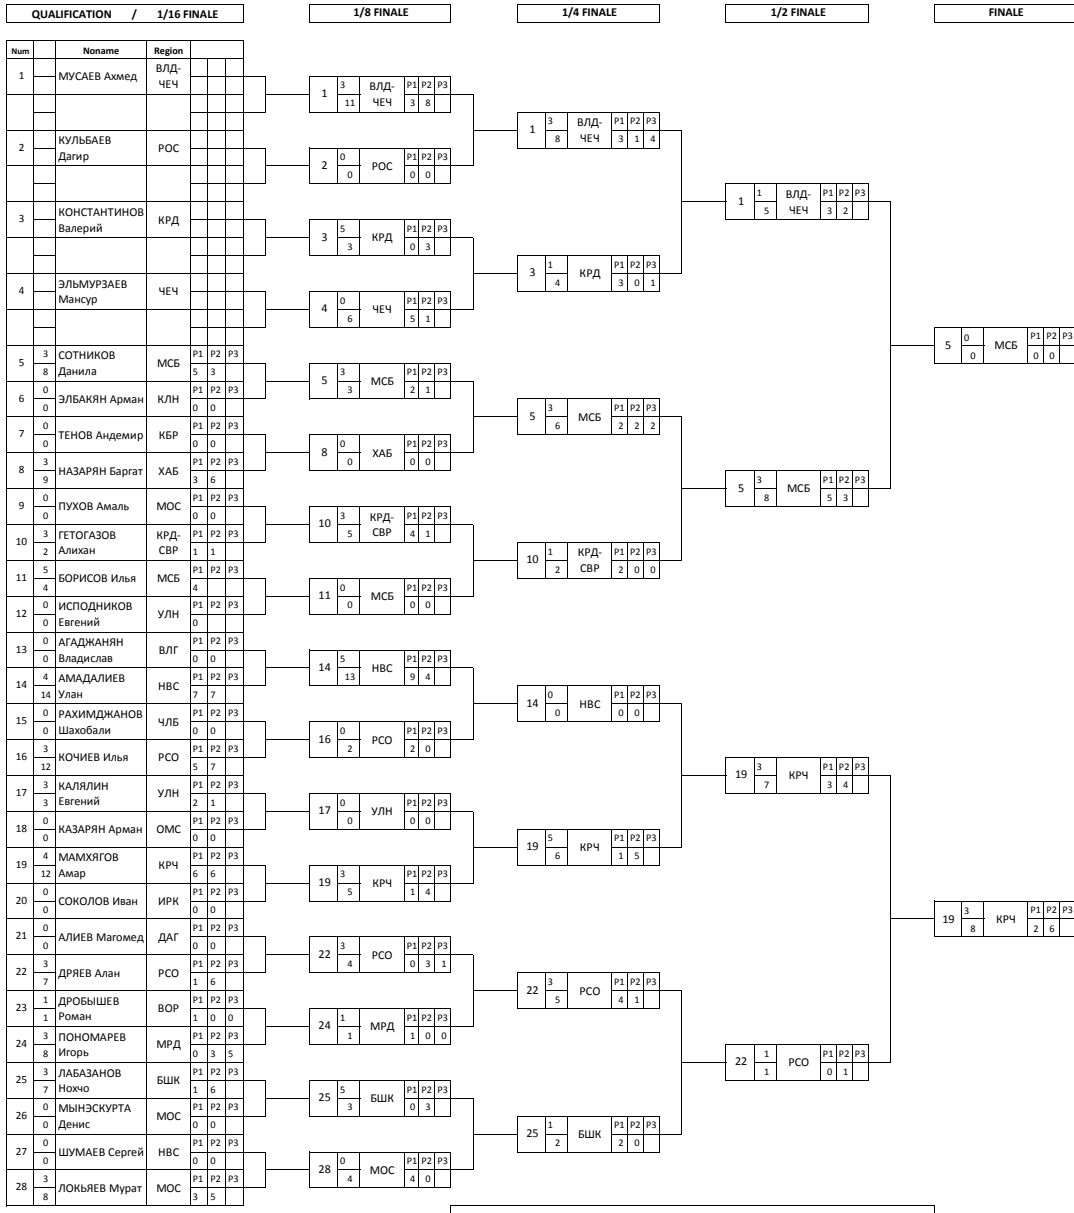 QUALIFICATION / 1/16 FINALE
1/8 FINALE
1/4 FINALE
1/2 FINALE
FINALE
Num Noname Region
1 МУСАЕВ Ахмед ВЛД-
ЧЕЧ
2 КУЛЬБАЕВ
Дагир РОС
3 КОНСТАНТИНОВ
Валерий КРД
4 ЭЛЬМУРЗАЕВ
Мансур ЧЕЧ
5 3 СОТНИКОВ МСБ P1 P2 P3
8 Данила 5 3
6 0 ЭЛБАКЯН Арман КЛН P1 P2 P3
0 0 0
7 0 ТЕНОВ Андемир КБР P1 P2 P3
0 0 0
8 3 НАЗАРЯН Баргат ХАБ P1 P2 P3
9 3 6
9 0 ПУХОВ Амаль МОС P1 P2 P3
0 0 0
10 3 ГЕТОГАЗОВ КРД- P1 P2 P3
2 Алихан СВР 1 1
11 5 БОРИСОВ Илья МСБ P1 P2 P3
4 4
12 0 ИСПОДНИКОВ УЛН P1 P2 P3
0 Евгений 0
13 0 АГАДЖАНЯН ВЛГ P1 P2 P3
0 Владислав 0 0
14 4 АМАДАЛИЕВ НВС P1 P2 P3
14 Улан 7 7
15 0 РАХИМДЖАНОВ ЧЛБ P1 P2 P3
0 Шахобали 0 0
16 3 КОЧИЕВ Илья РСО P1 P2 P3
12 5 7
17 3 КАЛЯЛИН УЛН P1 P2 P3
3 Евгений 2 1
18 0 КАЗАРЯН Арман ОМС P1 P2 P3
0 0 0
19 4 МАМХЯГОВ КРЧ P1 P2 P3
12 Амар 6 6
20 0 СОКОЛОВ Иван ИРК P1 P2 P3
0 0 0
21 0 АЛИЕВ Магомед ДАГ P1 P2 P3
0 0 0
22 3 ДРЯЕВ Алан РСО P1 P2 P3
7 1 6
23 1 ДРОБЫШЕВ ВОР P1 P2 P3
1 Роман 1 0 0
24 3 ПОНОМАРЕВ МРД P1 P2 P3
8 Игорь 0 3 5
25 3 ЛАБАЗАНОВ БШК P1 P2 P3
7 Нохчо 1 6
26 0 МЫНЭСКУРТА МОС P1 P2 P3
0 Денис 0 0
27 0 ШУМАЕВ Сергей НВС P1 P2 P3
0 0 0
28 3 ЛОКЬЯЕВ Мурат МОС P1 P2 P3
8 3 5
1 3 ВЛД- P1 P2 P3
11 ЧЕЧ 3 8
2 0 РОС P1 P2 P3
0 0 0
3 5 КРД P1 P2 P3
3 0 3
4 0 ЧЕЧ P1 P2 P3
6 5 1
5 3 МСБ P1 P2 P3
3 2 1
8 0 ХАБ P1 P2 P3
0 0 0
10 3 КРД- P1 P2 P3
5 СВР 4 1
11 0 МСБ P1 P2 P3
0 0 0
14 5 НВС P1 P2 P3
13 9 4
16 0 РСО P1 P2 P3
2 2 0
17 0 УЛН P1 P2 P3
0 0 0
19 3 КРЧ P1 P2 P3
5 1 4
22 3 РСО P1 P2 P3
4 0 3 1
24 1 МРД P1 P2 P3
1 1 0 0
25 5 БШК P1 P2 P3
3 0 3
28 0 МОС P1 P2 P3
4 4 0
1 3 ВЛД- P1 P2 P3
8 ЧЕЧ 3 1 4
3 1 КРД P1 P2 P3
4 3 0 1
5 3 МСБ P1 P2 P3
6 2 2 2
10 1 КРД- P1 P2 P3
2 СВР 2 0 0
14 0 НВС P1 P2 P3
0 0 0
19 5 КРЧ P1 P2 P3
6 1 5
22 3 РСО P1 P2 P3
5 4 1
25 1 БШК P1 P2 P3
2 2 0
1 1 ВЛД- P1 P2 P3
5 ЧЕЧ 3 2
5 3 МСБ P1 P2 P3
8 5 3
19 3 КРЧ P1 P2 P3
7 3 4
22 1 РСО P1 P2 P3
1 0 1
5 0 МСБ P1 P2 P3
0 0 0
19 3 КРЧ P1 P2 P3
8 2 6